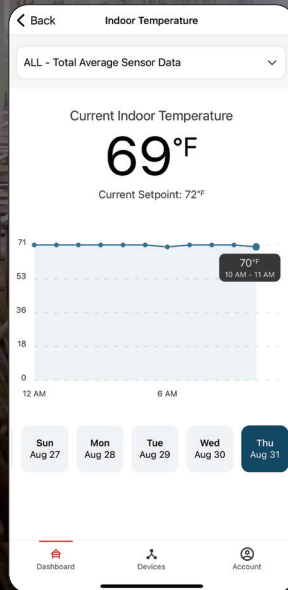 Back
Indoor Temperature
ALL - Total Average Sensor Data
Current Indoor Temperature
69°F
Current Setpoint: 72°F
71
53
36
18
0
70°F
10 AM - 11 AM
12 AM
6 AM
Sun
Aug 27
Mon
Aug 28
Tue
Aug 29
Wed
Aug 30
Thu
Aug 31
Dashboard
Devices
Account